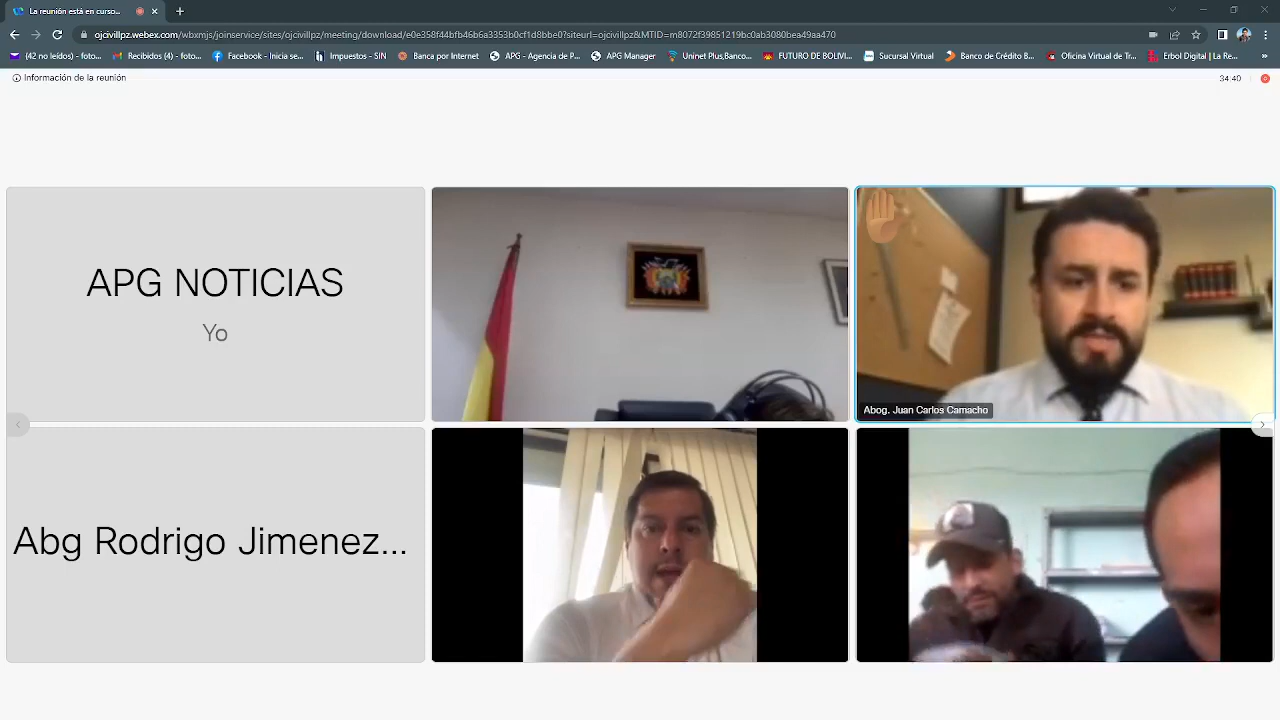 La reunión está en curso...
ojcivillpz.webex.com/wbxmjs/joinservice/sites/ojcivillpz/meeting/download/e0e358f44bf1b45b6a3353b0cf1d9bbe0?siteurl=ojcivillpz&MTID=m8072f39851219bc0ab3080bea49aa470
(42 no leídos) - foto...
Recibidos (4) - foto...
Facebook - Inicia se...
Impuestos - SIN
Banca por Internet
APG - Agencia de P...
APG Manager
Uninet Plus,Banco...
FUTURO DE BOLIVI...
Sucursal Virtual
Banco de Crédito B...
Oficina Virtual de Tr...
Erbol Digital | La Re...
»
Información de la reunión
34:40
APG NOTICIAS
Yo
Abog. Juan Carlos Camacho
Abg Rodrigo Jimenez...